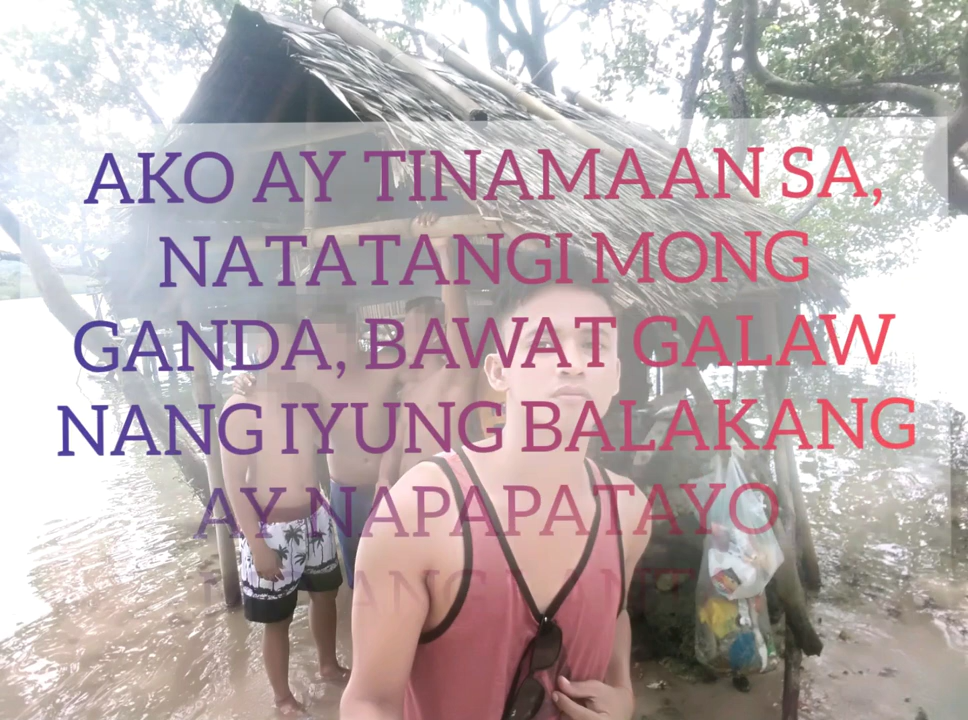 AKO AY TINAMAAN SA,
NATATANGI MONG
GANDA, BAWAT GALAW
NANG IYUNG BALAKANG
AY NAPAPATAYO